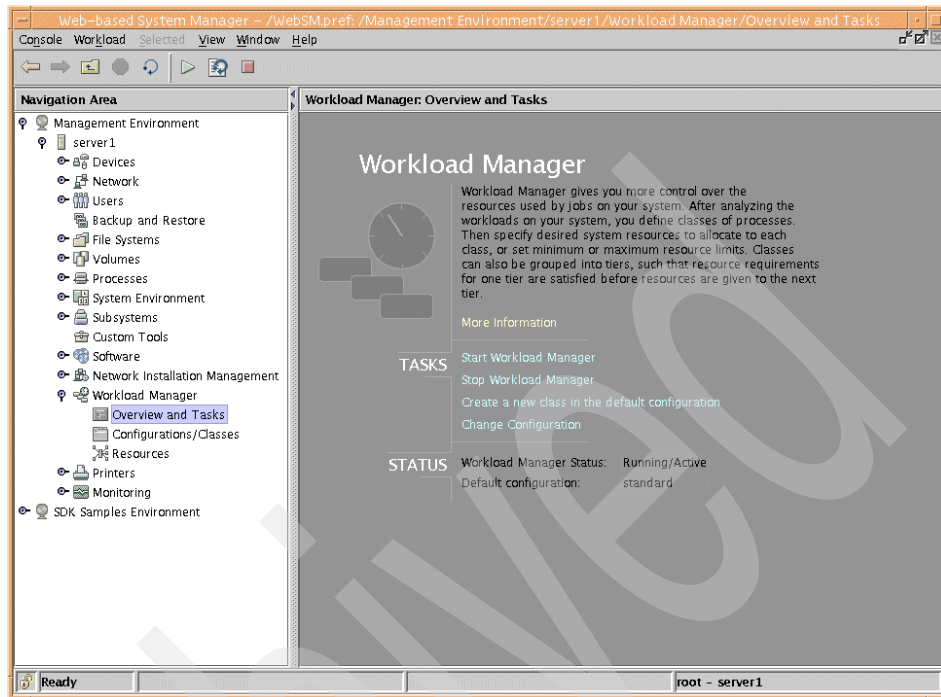 Web-based System Manager - /WebSM.pref: /Management Environment/server1/Workload Manager/Overview and Tasks
Console Workload Selected View Window Help
Navigation Area
Management Environment
server1
Devices
Network
Users
Backup and Restore
File Systems
Volumes
Processes
System Environment
Subsystems
Custom Tools
Software
Network Installation Management
Workload Manager
Overview and Tasks
Configurations/Classes
Resources
Printers
Monitoring
SDK Samples Environment
Workload Manager: Overview and Tasks
Workload Manager
Workload Manager gives you more control over the
resources used by jobs on your system. After analyzing the
workloads on your system, you define classes of processes.
Then specify desired system resources to allocate to each
class, or set minimum or maximum resource limits. Classes
can also be grouped into tiers, such that resource requirements
for one tier are satisfied before resources are given to the next
tier.
More Information
TASKS
Start Workload Manager
Stop Workload Manager
Create a new class in the default configuration
Change Configuration
STATUS
Workload Manager Status: Running/Active
Default configuration: standard
Ready
root - server1